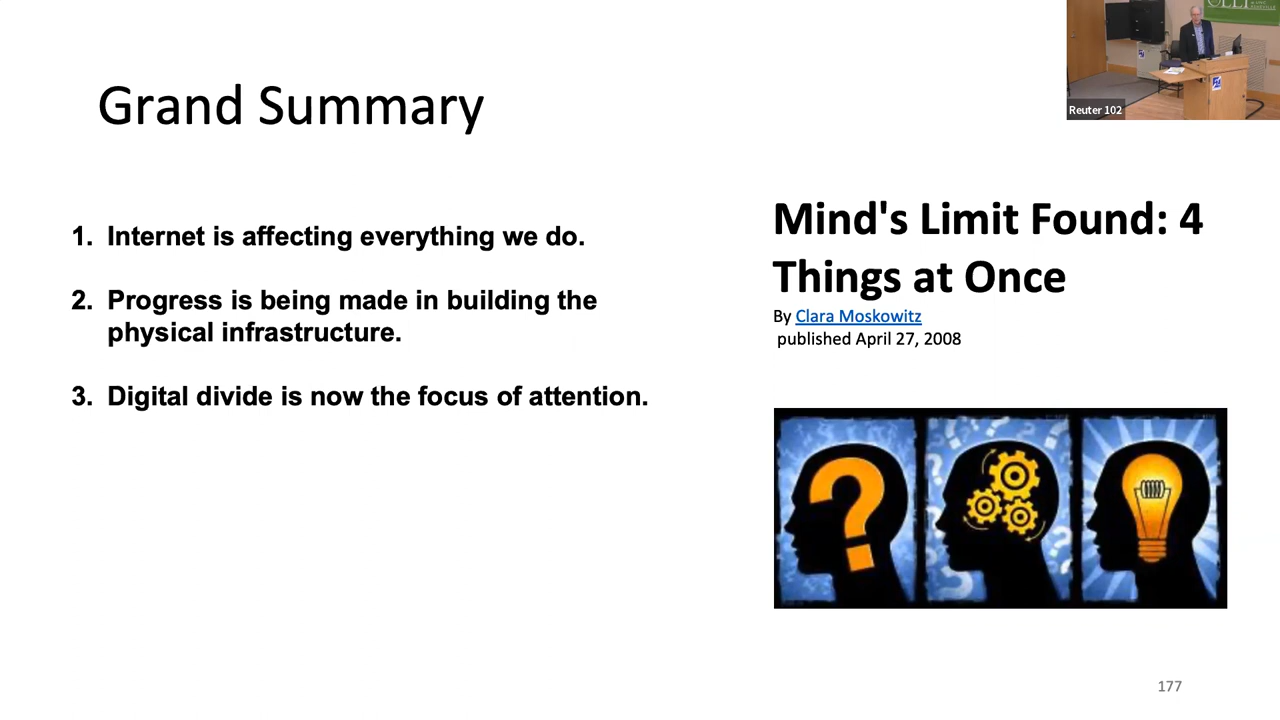 OLLI
Reuter 102
Grand Summary
1. Internet is affecting everything we do.
2. Progress is being made in building the
physical infrastructure.
3. Digital divide is now the focus of attention.
Mind's Limit Found: 4
Things at Once
By Clara Moskowitz
published April 27, 2008
177